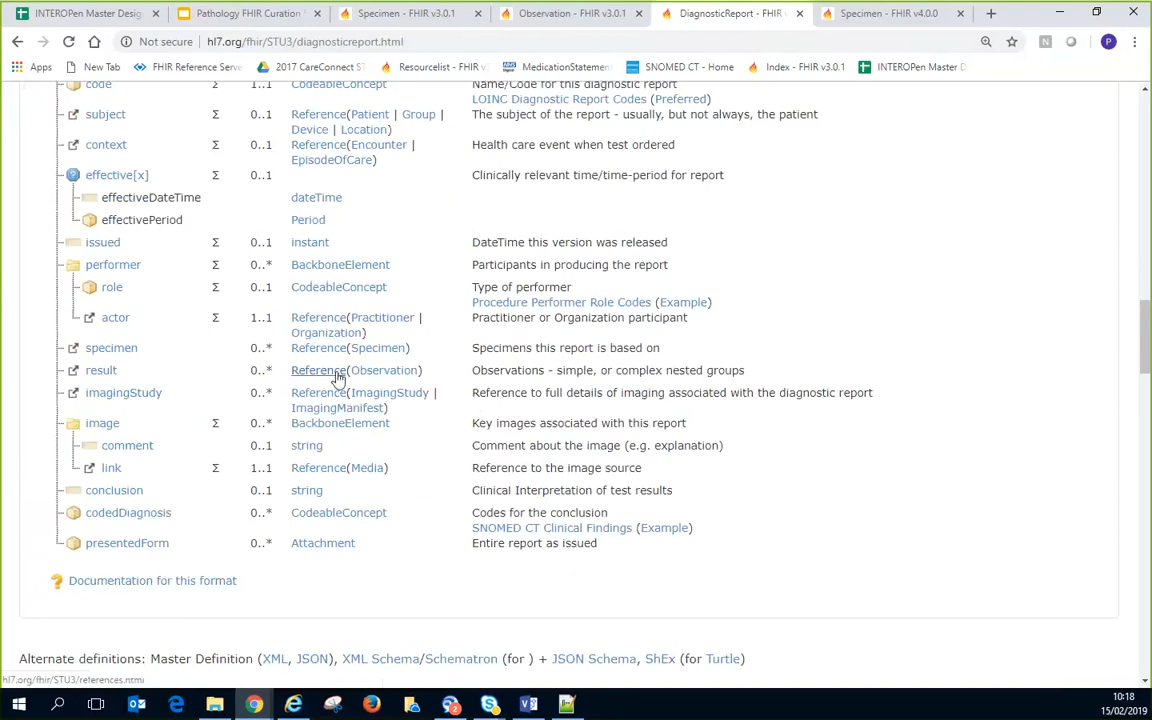 INTEROPen Master Desig
Pathology FHIR Curation
Specimen - FHIR v3.0.1
Observation - FHIR v3.0.1
DiagnosticReport - FHIR v
Specimen - FHIR v4.0.0
Not secure | hl7.org/fhir/STU3/diagnosticreport.html
Apps
New Tab
FHIR Reference Serve
2017 CareConnect ST
Resourcelist - FHIR v
MedicationStatemen
SNOMED CT - Home
Index - FHIR v3.0.1
INTEROPen Master D
code Σ 1..1 CodeableConcept Name/Code for this diagnostic report
LOINC Diagnostic Report Codes (Preferred)
subject Σ 0..1 Reference(Patient | Group | The subject of the report - usually, but not always, the patient
Device | Location)
context Σ 0..1 Reference(Encounter | Health care event when test ordered
EpisodeOfCare)
effective[x] Σ 0..1 Clinically relevant time/time-period for report
effectiveDateTime dateTime
effectivePeriod Period
issued Σ 0..1 instant DateTime this version was released
performer Σ 0..* BackboneElement Participants in producing the report
role Σ 0..1 CodeableConcept Type of performer
Procedure Performer Role Codes (Example)
actor Σ 1..1 Reference(Practitioner | Practitioner or Organization participant
Organization)
specimen 0..* Reference(Specimen) Specimens this report is based on
result 0..* Reference(Observation) Observations - simple, or complex nested groups
imagingStudy 0..* Reference(ImagingStudy | Reference to full details of imaging associated with the diagnostic report
ImagingManifest)
image Σ 0..* BackboneElement Key images associated with this report
comment 0..1 string Comment about the image (e.g. explanation)
link Σ 1..1 Reference(Media) Reference to the image source
conclusion 0..1 string Clinical Interpretation of test results
codedDiagnosis 0..* CodeableConcept Codes for the conclusion
SNOMED CT Clinical Findings (Example)
presentedForm 0..* Attachment Entire report as issued
Documentation for this format
Alternate definitions: Master Definition (XML, JSON), XML Schema/Schematron (for ) + JSON Schema, ShEx (for Turtle)
hl7.org/fhir/STU3/references.html
10:18
15/02/2019